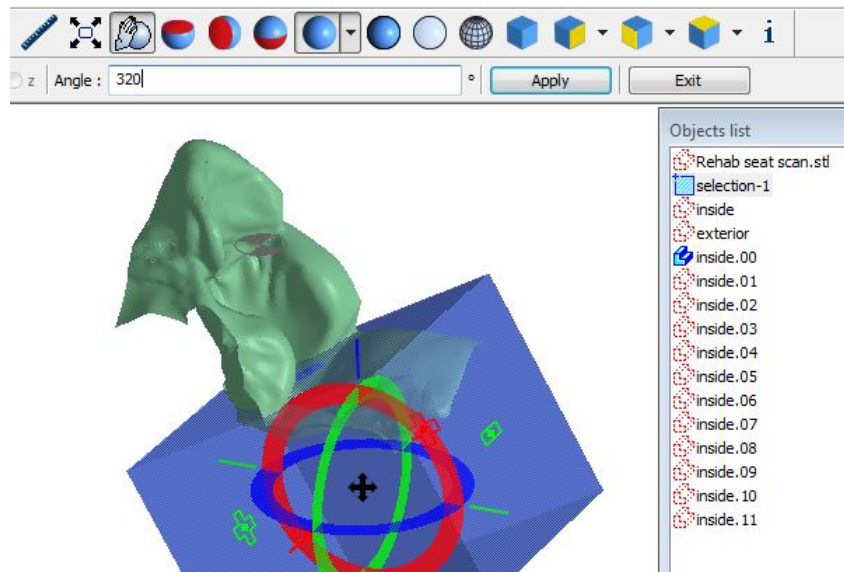 i
z Angle : 320 ° Apply Exit
Objects list
Rehab seat scan.stl
selection-1
inside
exterior
inside.00
inside.01
inside.02
inside.03
inside.04
inside.05
inside.06
inside.07
inside.08
inside.09
inside.10
inside.11